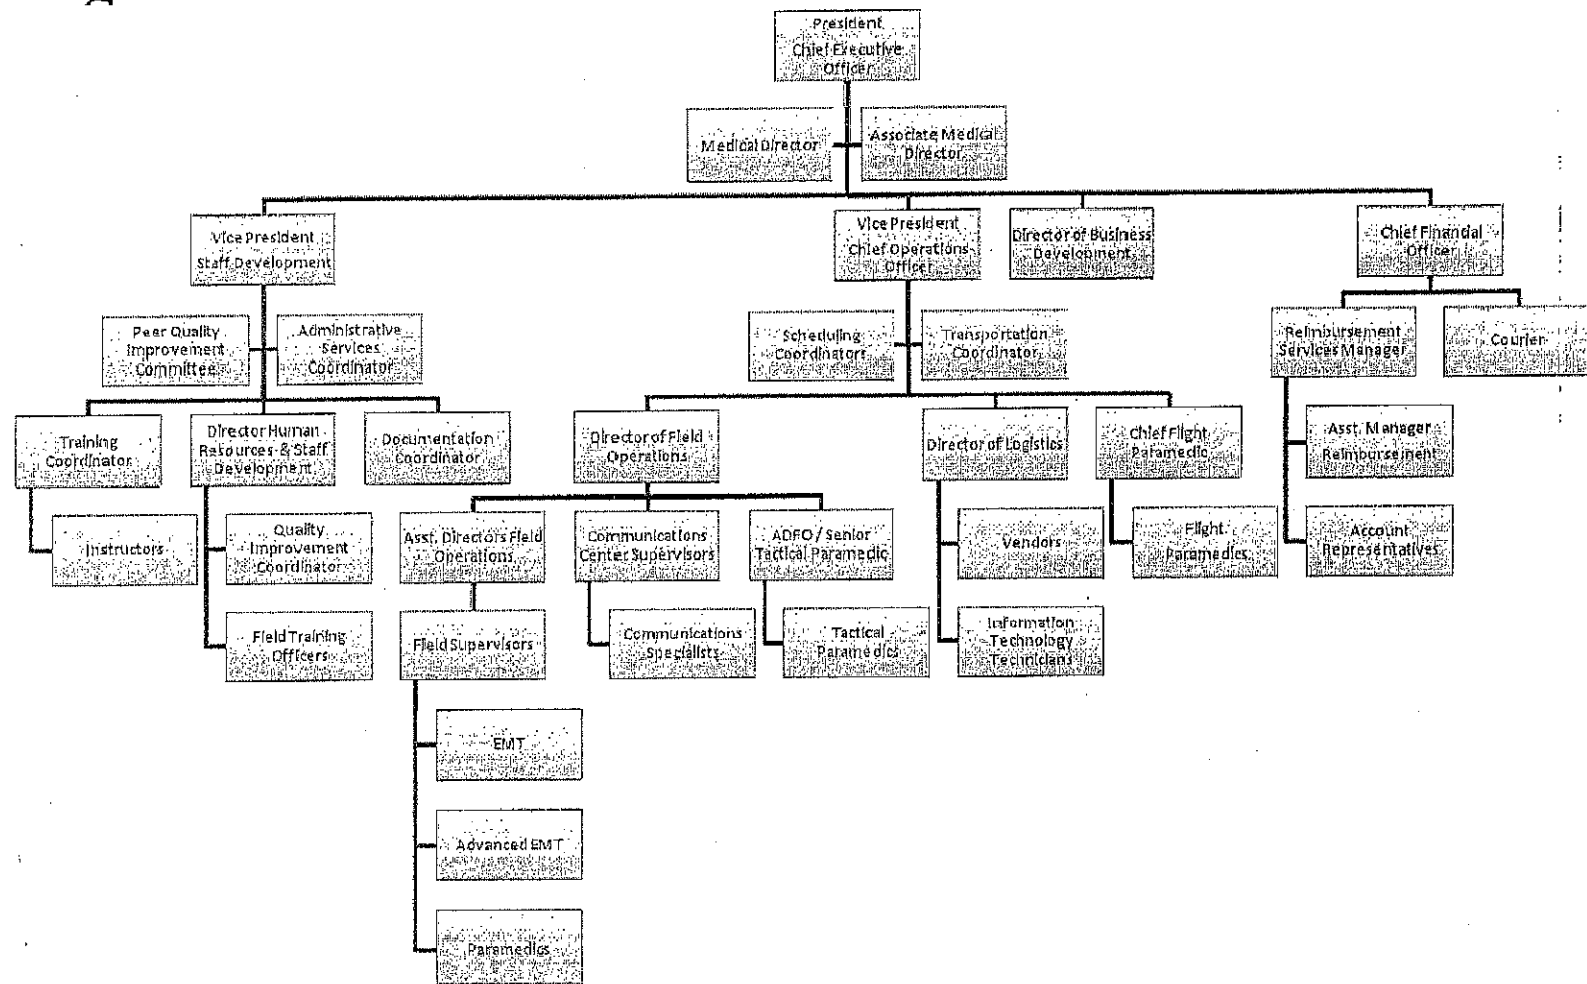 President
Chief Executive
Officer
Medical Director
Associate Medical
Director
Vice President
Staff Development
Vice President
Chief Operations
Officer
Director of Business
Development
Chief Financial
Officer
Peer Quality
Improvement
Committee
Administrative
Services
Coordinator
Scheduling
Coordinators
Transportation
Coordinator
Reimbursement
Services Manager
Courier
Training
Coordinator
Director Human
Resources & Staff
Development
Documentation
Coordinator
Director of Field
Operations
Director of Logistics
Chief Flight
Paramedic
Asst. Manager
Reimbursement
Instructors
Quality
Improvement
Coordinator
Asst. Directors Field
Operations
Communications
Center Supervisors
ADFO / Senior
Tactical Paramedic
Vendors
Flight
Paramedics
Account
Representatives
Field Training
Officers
Field Supervisors
Communications
Specialists
Tactical
Paramedics
Information
Technology
Technicians
EMT
Advanced EMT
Paramedics